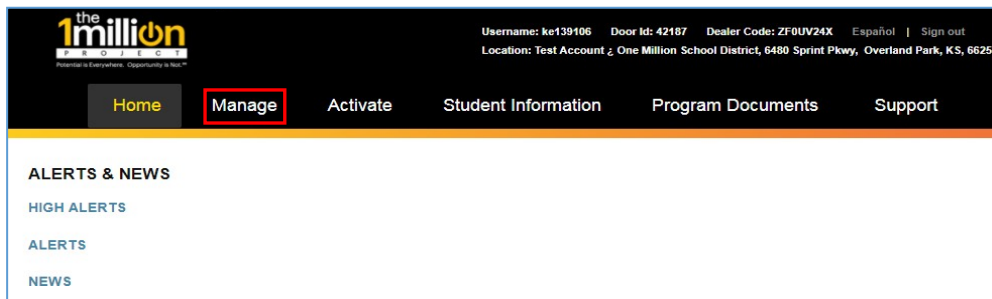 the
1million
PROJECT
Potential is Everywhere. Opportunity is Not.™
Username: ke139106 Door Id: 42187 Dealer Code: ZF0UV24X Español | Sign out
Location: Test Account ¿ One Million School District, 6480 Sprint Pkwy, Overland Park, KS, 6625
Home Manage Activate Student Information Program Documents Support
ALERTS & NEWS
HIGH ALERTS
ALERTS
NEWS